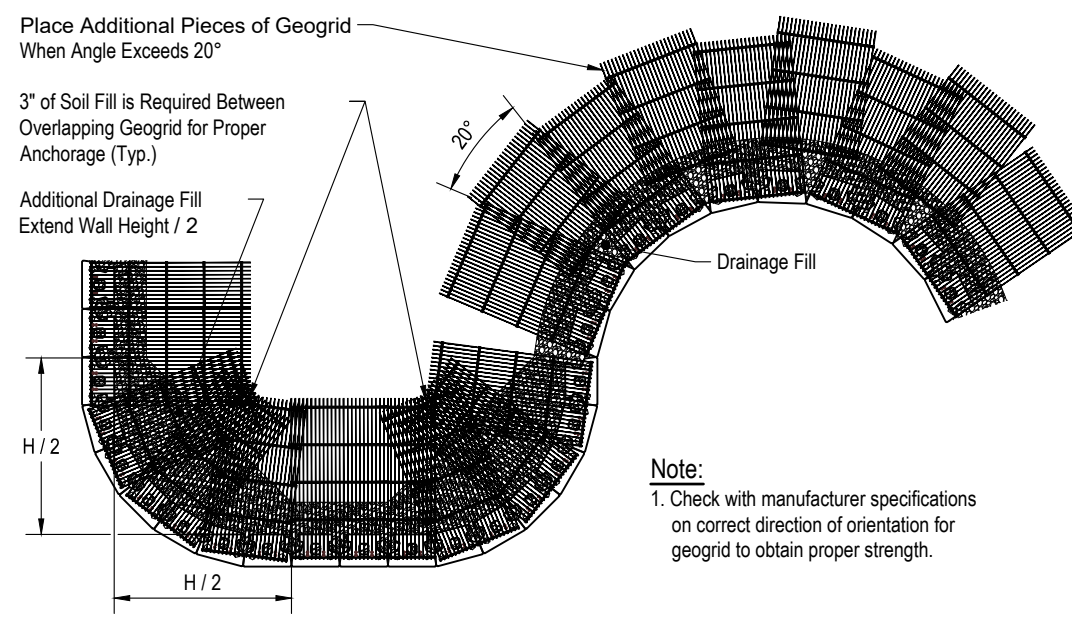 Place Additional Pieces of Geogrid
When Angle Exceeds 20°
3" of Soil Fill is Required Between
Overlapping Geogrid for Proper
Anchorage (Typ.)
20°
Additional Drainage Fill
Extend Wall Height / 2
Drainage Fill
H / 2
Note:
1. Check with manufacturer specifications
on correct direction of orientation for
geogrid to obtain proper strength.
H / 2